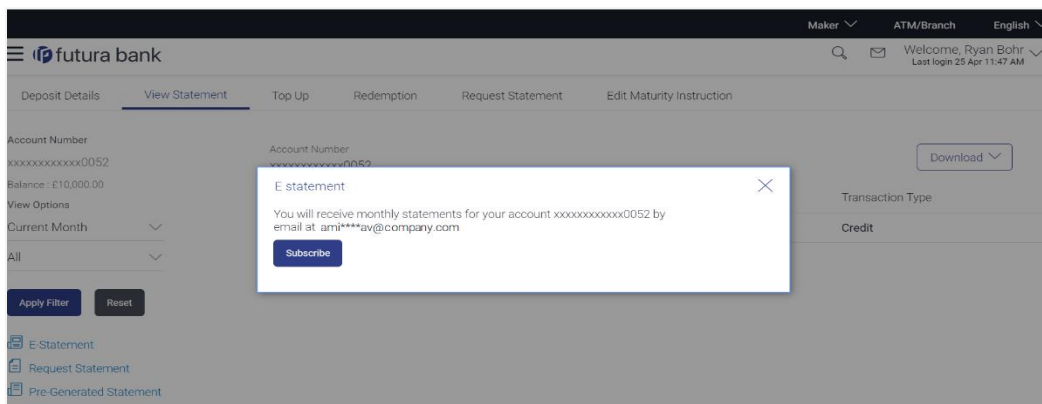 Maker ATM/Branch English
futura bank
Welcome, Ryan Bohr
Last login 25 Apr 11:47 AM
Deposit Details View Statement Top Up Redemption Request Statement Edit Maturity Instruction
Account Number
xxxxxxxxxxxx0052
Balance : £10,000.00
View Options
Current Month
All
Apply Filter Reset
E-Statement
Request Statement
Pre-Generated Statement
Account Number
xxxxxxxxxxxx0052
Download
Transaction Type
Credit
E statement
You will receive monthly statements for your account xxxxxxxxxxxx0052 by
email at ami****av@company.com
Subscribe